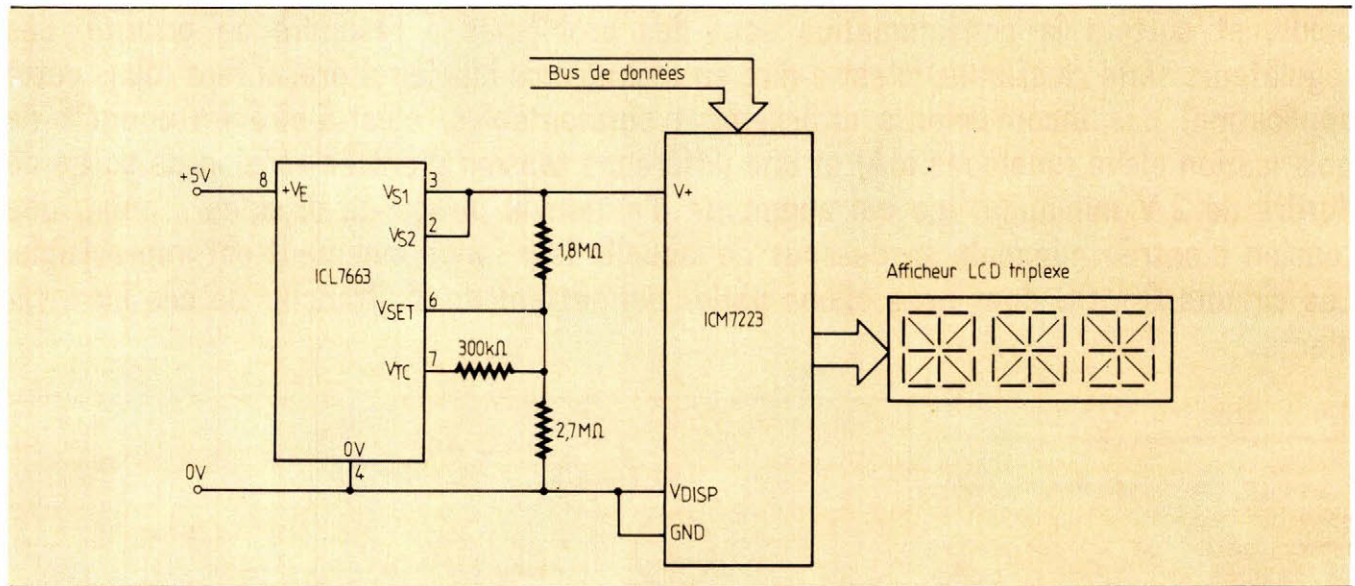 Bus de données
+5V
8
+VE
VS1
3
VS2
2
ICL7663
VSET
6
VTC
7
300kΩ
1,8MΩ
2,7MΩ
0V
4
0V
V+
ICM7223
VDISP
GND
Afficheur LCD triplexe